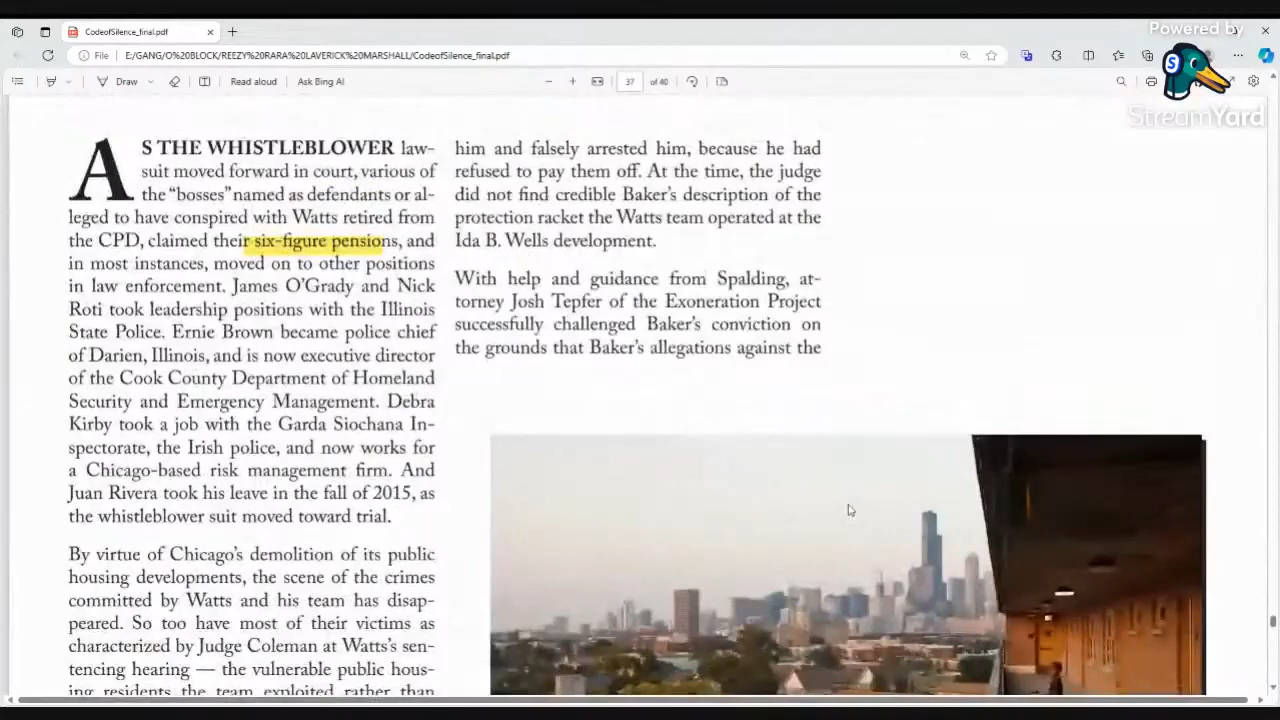 CodeofSilence_final.pdf
Powered by
File
E:/GANG/O%20BLOCK/REEZY%20RARA%20LAVERICK%20MARSHALL/CodeofSilence_final.pdf
Draw
Read aloud
Ask Bing AI
37 of 40
StreamYard
AS THE WHISTLEBLOWER law-
suit moved forward in court, various of
the "bosses" named as defendants or al-
leged to have conspired with Watts retired from
the CPD, claimed their six-figure pensions, and
in most instances, moved on to other positions
in law enforcement. James O'Grady and Nick
Roti took leadership positions with the Illinois
State Police. Ernie Brown became police chief
of Darien, Illinois, and is now executive director
of the Cook County Department of Homeland
Security and Emergency Management. Debra
Kirby took a job with the Garda Siochana In-
spectorate, the Irish police, and now works for
a Chicago-based risk management firm. And
Juan Rivera took his leave in the fall of 2015, as
the whistleblower suit moved toward trial.
By virtue of Chicago's demolition of its public
housing developments, the scene of the crimes
committed by Watts and his team has disap-
peared. So too have most of their victims as
characterized by Judge Coleman at Watts's sen-
tencing hearing — the vulnerable public hous-
ing residents the team exploited rather than
him and falsely arrested him, because he had
refused to pay them off. At the time, the judge
did not find credible Baker's description of the
protection racket the Watts team operated at the
Ida B. Wells development.
With help and guidance from Spalding, at-
torney Josh Tepfer of the Exoneration Project
successfully challenged Baker's conviction on
the grounds that Baker's allegations against the